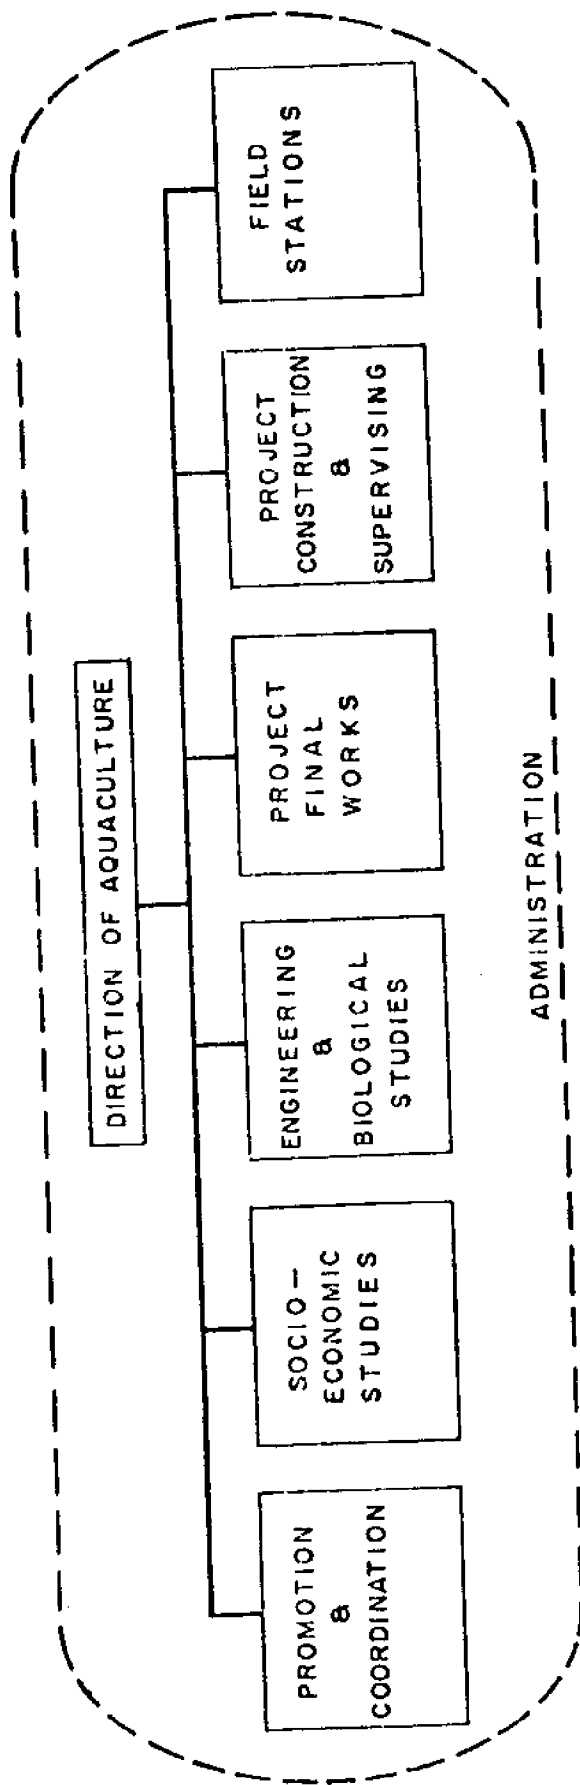 DIRECTION OF AQUACULTURE
PROMOTION
&
COORDINATION
SOCIO-
ECONOMIC
STUDIES
ENGINEERING
&
BIOLOGICAL
STUDIES
PROJECT
FINAL
WORKS
PROJECT
CONSTRUCTION
&
SUPERVISING
FIELD
STATIONS
ADMINISTRATION